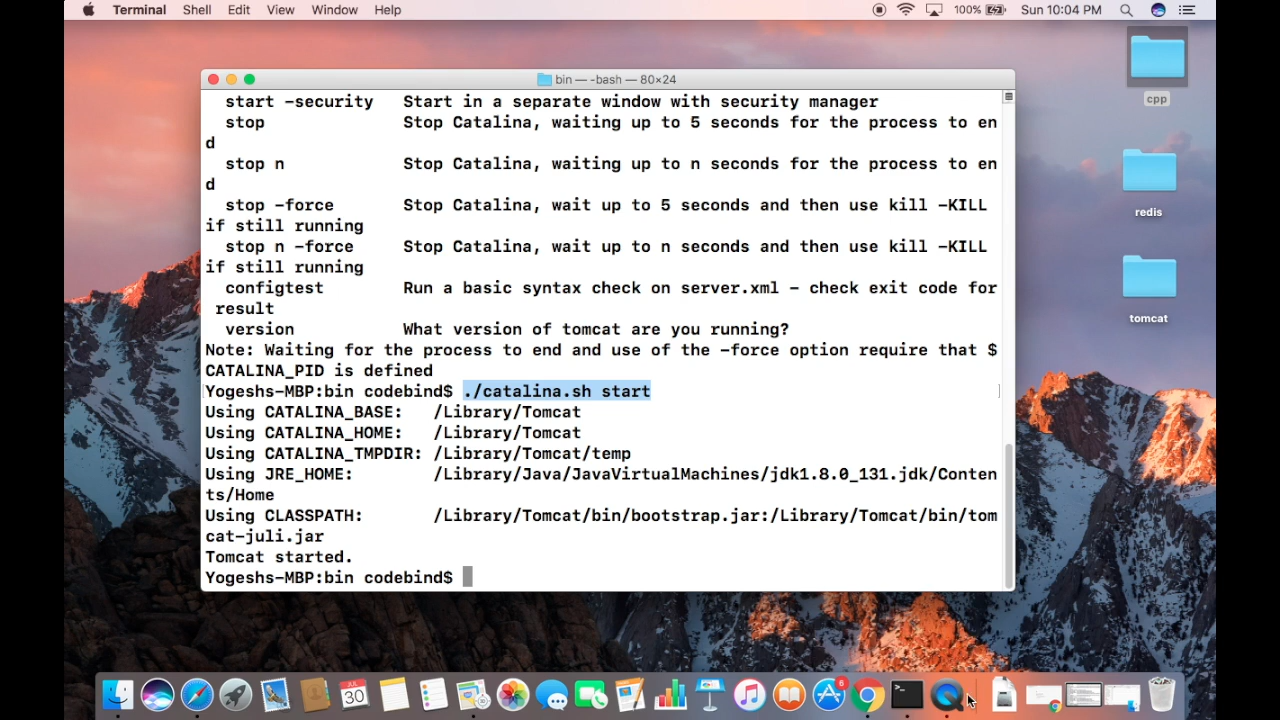 Terminal Shell Edit View Window Help 100% Sun 10:04 PM
bin — -bash — 80×24
start -security Start in a separate window with security manager
stop Stop Catalina, waiting up to 5 seconds for the process to en
d
stop n Stop Catalina, waiting up to n seconds for the process to en
d
stop -force Stop Catalina, wait up to 5 seconds and then use kill -KILL
if still running
stop n -force Stop Catalina, wait up to n seconds and then use kill -KILL
if still running
configtest Run a basic syntax check on server.xml - check exit code for
result
version What version of tomcat are you running?
Note: Waiting for the process to end and use of the -force option require that $
CATALINA_PID is defined
Yogeshs-MBP:bin codebind$ ./catalina.sh start
Using CATALINA_BASE: /Library/Tomcat
Using CATALINA_HOME: /Library/Tomcat
Using CATALINA_TMPDIR: /Library/Tomcat/temp
Using JRE_HOME: /Library/Java/JavaVirtualMachines/jdk1.8.0_131.jdk/Conten
ts/Home
Using CLASSPATH: /Library/Tomcat/bin/bootstrap.jar:/Library/Tomcat/bin/tom
cat-juli.jar
Tomcat started.
Yogeshs-MBP:bin codebind$
cpp
redis
tomcat
JUL
30
6